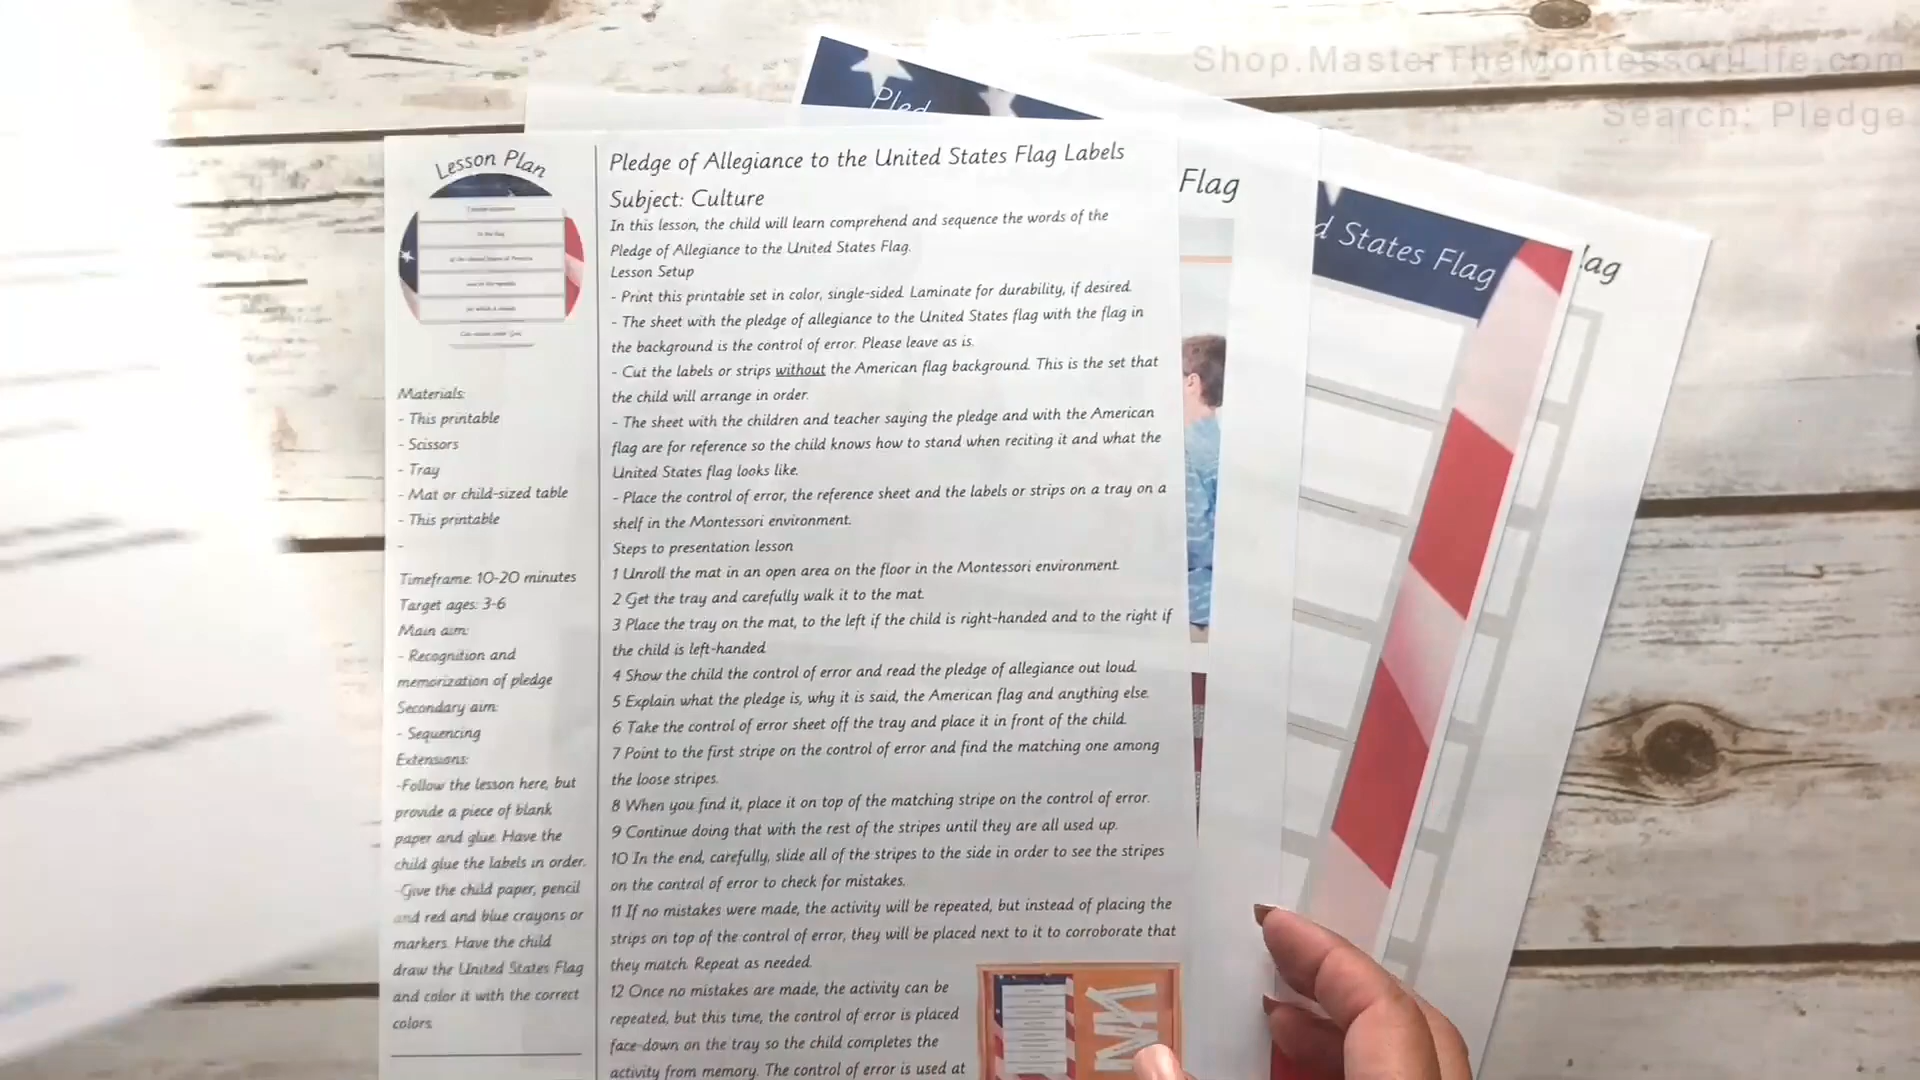 Shop.MasterTheMontessoriLife.com
Search: Pledge
Pled
Flag
d States Flag
lag
Lesson Plan
of the United States of America
Materials:
- This printable
- Scissors
- Tray
- Mat or child-sized table
- This printable
-
Timeframe: 10-20 minutes
Target ages: 3-6
Main aim:
- Recognition and
memorization of pledge
Secondary aim:
- Sequencing
Extensions:
-Follow the lesson here, but
provide a piece of blank
paper and glue. Have the
child glue the labels in order.
-Give the child paper, pencil
and red and blue crayons or
markers. Have the child
draw the United States Flag
and color it with the correct
colors.
Pledge of Allegiance to the United States Flag Labels
Subject: Culture
In this lesson, the child will learn comprehend and sequence the words of the
Pledge of Allegiance to the United States Flag.
Lesson Setup
- Print this printable set in color, single-sided. Laminate for durability, if desired.
- The sheet with the pledge of allegiance to the United States flag with the flag in
the background is the control of error. Please leave as is.
- Cut the labels or strips without the American flag background. This is the set that
the child will arrange in order.
- The sheet with the children and teacher saying the pledge and with the American
flag are for reference so the child knows how to stand when reciting it and what the
United States flag looks like.
- Place the control of error, the reference sheet and the labels or strips on a tray on a
shelf in the Montessori environment.
Steps to presentation lesson
1 Unroll the mat in an open area on the floor in the Montessori environment.
2 Get the tray and carefully walk it to the mat.
3 Place the tray on the mat, to the left if the child is right-handed and to the right if
the child is left-handed.
4 Show the child the control of error and read the pledge of allegiance out loud.
5 Explain what the pledge is, why it is said, the American flag and anything else.
6 Take the control of error sheet off the tray and place it in front of the child.
7 Point to the first stripe on the control of error and find the matching one among
the loose stripes.
8 When you find it, place it on top of the matching stripe on the control of error.
9 Continue doing that with the rest of the stripes until they are all used up.
10 In the end, carefully, slide all of the stripes to the side in order to see the stripes
on the control of error to check for mistakes.
11 If no mistakes were made, the activity will be repeated, but instead of placing the
strips on top of the control of error, they will be placed next to it to corroborate that
they match. Repeat as needed.
12 Once no mistakes are made, the activity can be
repeated, but this time, the control of error is placed
face-down on the tray so the child completes the
activity from memory. The control of error is used at